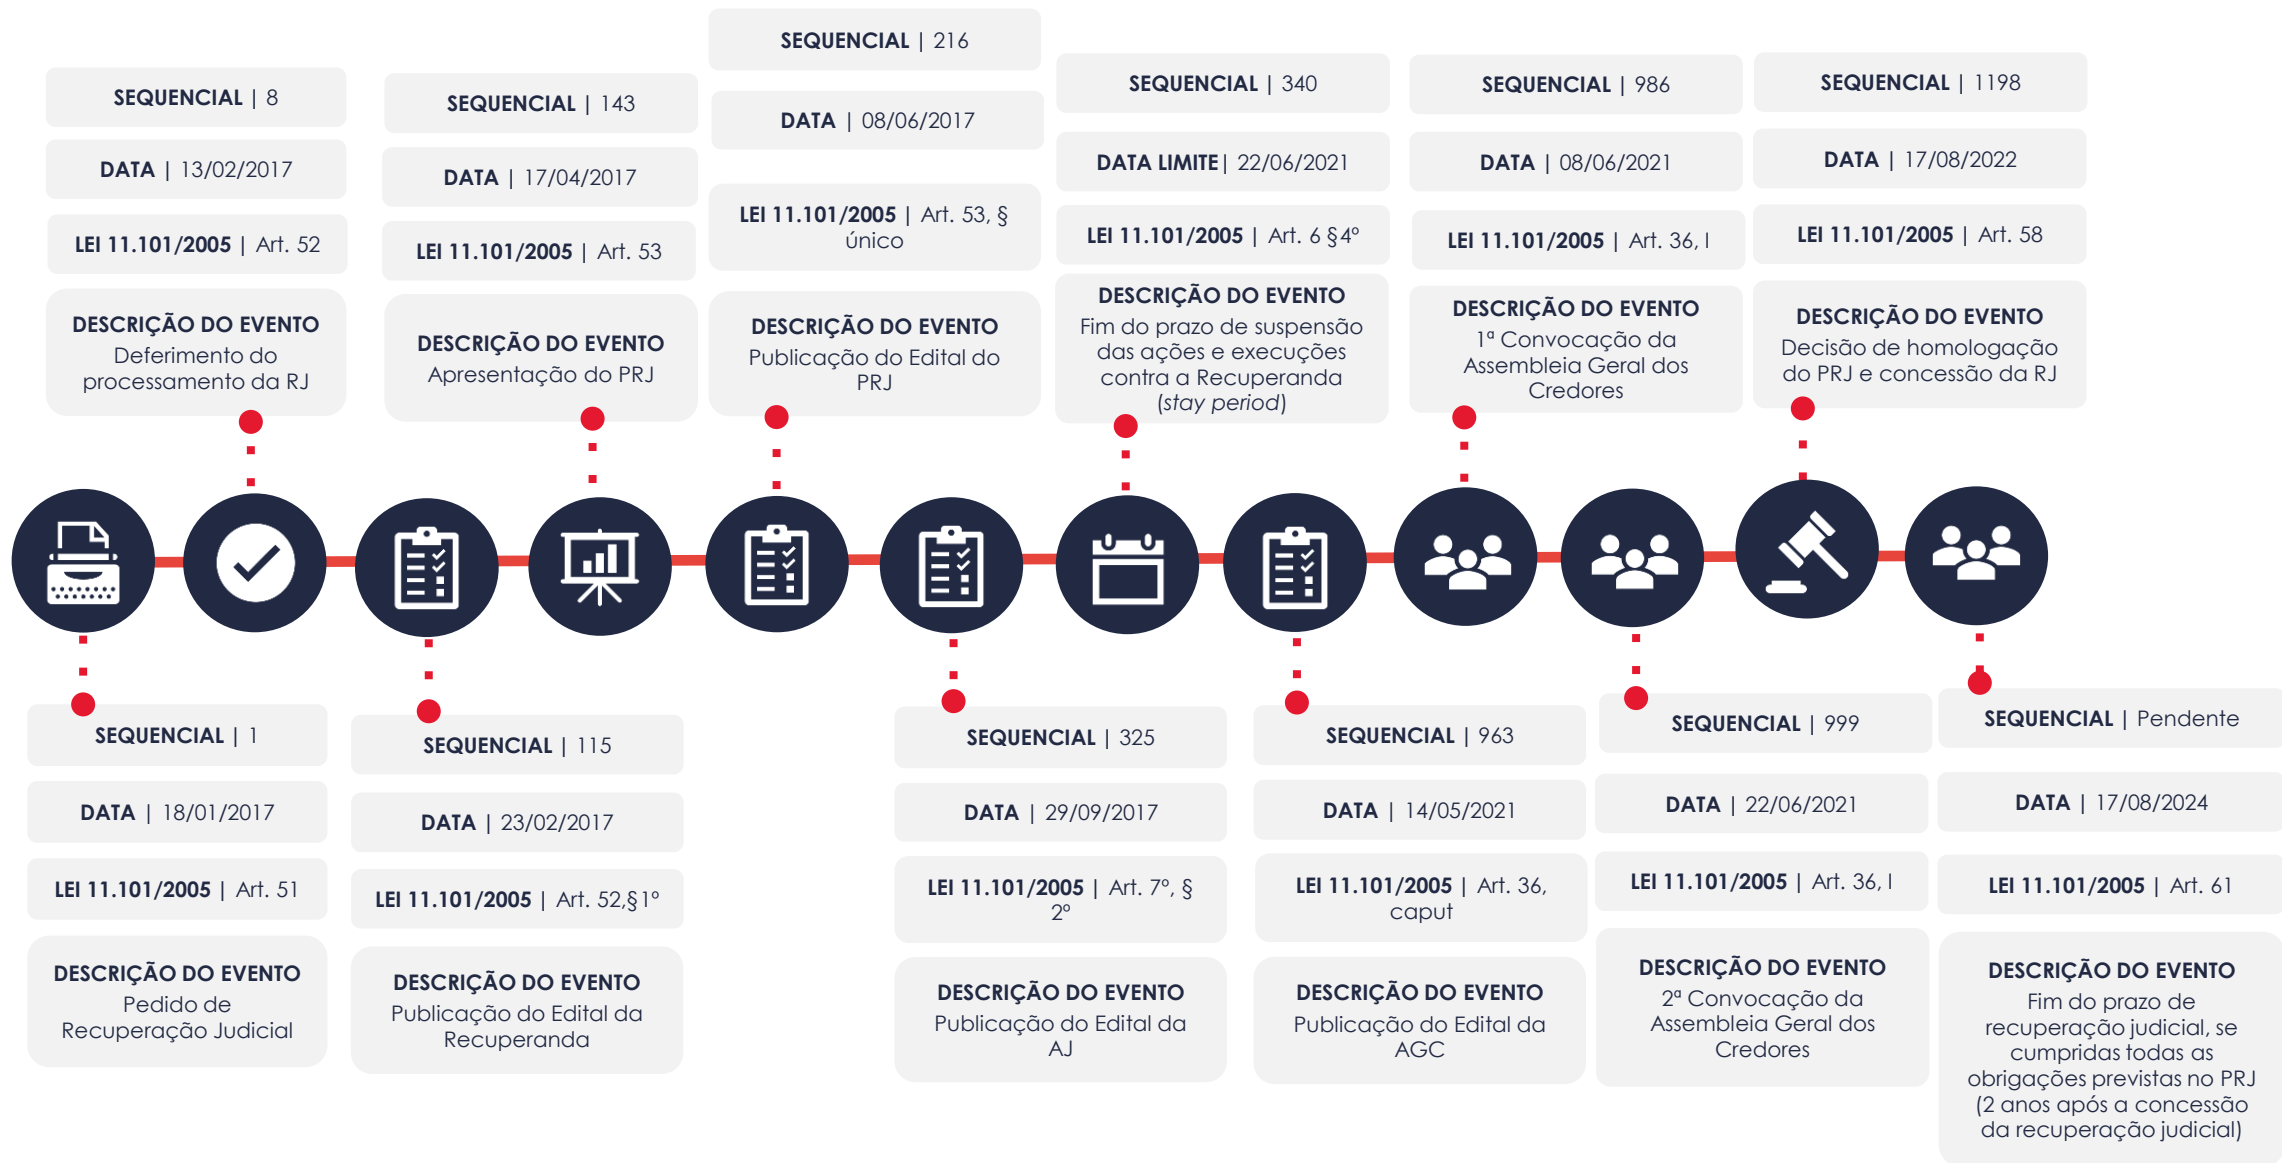 SEQUENCIAL | 8
DATA | 13/02/2017
LEI 11.101/2005 | Art. 52
DESCRIÇÃO DO EVENTO
Deferimento do
processamento da RJ
SEQUENCIAL | 143
DATA | 17/04/2017
LEI 11.101/2005 | Art. 53
DESCRIÇÃO DO EVENTO
Apresentação do PRJ
SEQUENCIAL | 216
DATA | 08/06/2017
LEI 11.101/2005 | Art. 53, §
único
DESCRIÇÃO DO EVENTO
Publicação do Edital do
PRJ
SEQUENCIAL | 340
DATA LIMITE| 22/06/2021
LEI 11.101/2005 | Art. 6 §4º
DESCRIÇÃO DO EVENTO
Fim do prazo de suspensão
das ações e execuções
contra a Recuperanda
(stay period)
SEQUENCIAL | 986
DATA | 08/06/2021
LEI 11.101/2005 | Art. 36, I
DESCRIÇÃO DO EVENTO
1ª Convocação da
Assembleia Geral dos
Credores
SEQUENCIAL | 1198
DATA | 17/08/2022
LEI 11.101/2005 | Art. 58
DESCRIÇÃO DO EVENTO
Decisão de homologação
do PRJ e concessão da RJ
SEQUENCIAL | 1
DATA | 18/01/2017
LEI 11.101/2005 | Art. 51
DESCRIÇÃO DO EVENTO
Pedido de
Recuperação Judicial
SEQUENCIAL | 115
DATA | 23/02/2017
LEI 11.101/2005 | Art. 52,§1º
DESCRIÇÃO DO EVENTO
Publicação do Edital da
Recuperanda
SEQUENCIAL | 325
DATA | 29/09/2017
LEI 11.101/2005 | Art. 7º, §
2º
DESCRIÇÃO DO EVENTO
Publicação do Edital da
AJ
SEQUENCIAL | 963
DATA | 14/05/2021
LEI 11.101/2005 | Art. 36,
caput
DESCRIÇÃO DO EVENTO
Publicação do Edital da
AGC
SEQUENCIAL | 999
DATA | 22/06/2021
LEI 11.101/2005 | Art. 36, I
DESCRIÇÃO DO EVENTO
2ª Convocação da
Assembleia Geral dos
Credores
SEQUENCIAL | Pendente
DATA | 17/08/2024
LEI 11.101/2005 | Art. 61
DESCRIÇÃO DO EVENTO
Fim do prazo de
recuperação judicial, se
cumpridas todas as
obrigações previstas no PRJ
(2 anos após a concessão
da recuperação judicial)